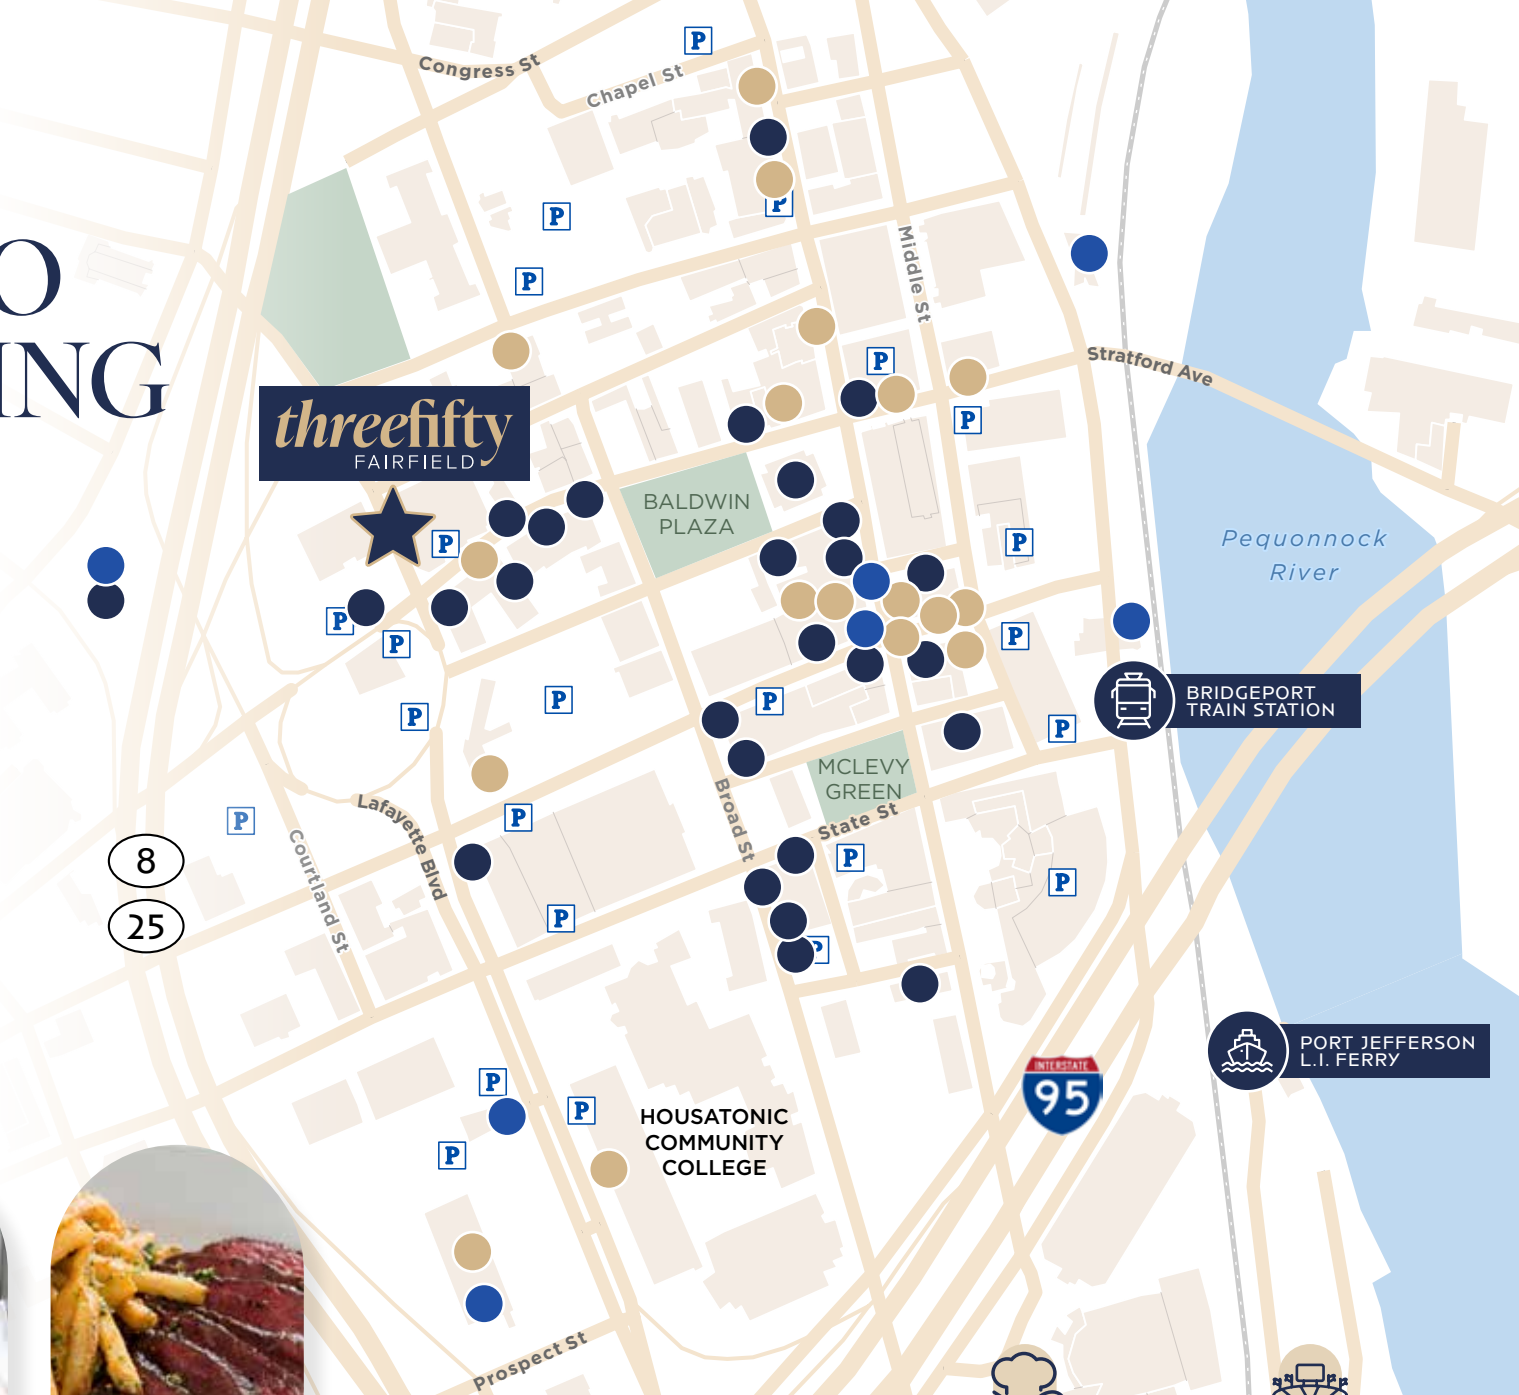 Congress St
Chapel St
P
P
P
P
Middle St
O
ING
threefifty
FAIRFIELD
P
P
Stratford Ave
BALDWIN
PLAZA
P
P
Pequonnock
River
P
P
P
P
P
P
P
BRIDGEPORT
TRAIN STATION
MCLEVY
GREEN
Broad St
State St
Lafayette Blvd
Courtland St
P
P
P
P
8
25
P
P
PORT JEFFERSON
L.I. FERRY
INTERSTATE
95
P
P
P
HOUSATONIC
COMMUNITY
COLLEGE
Prospect St